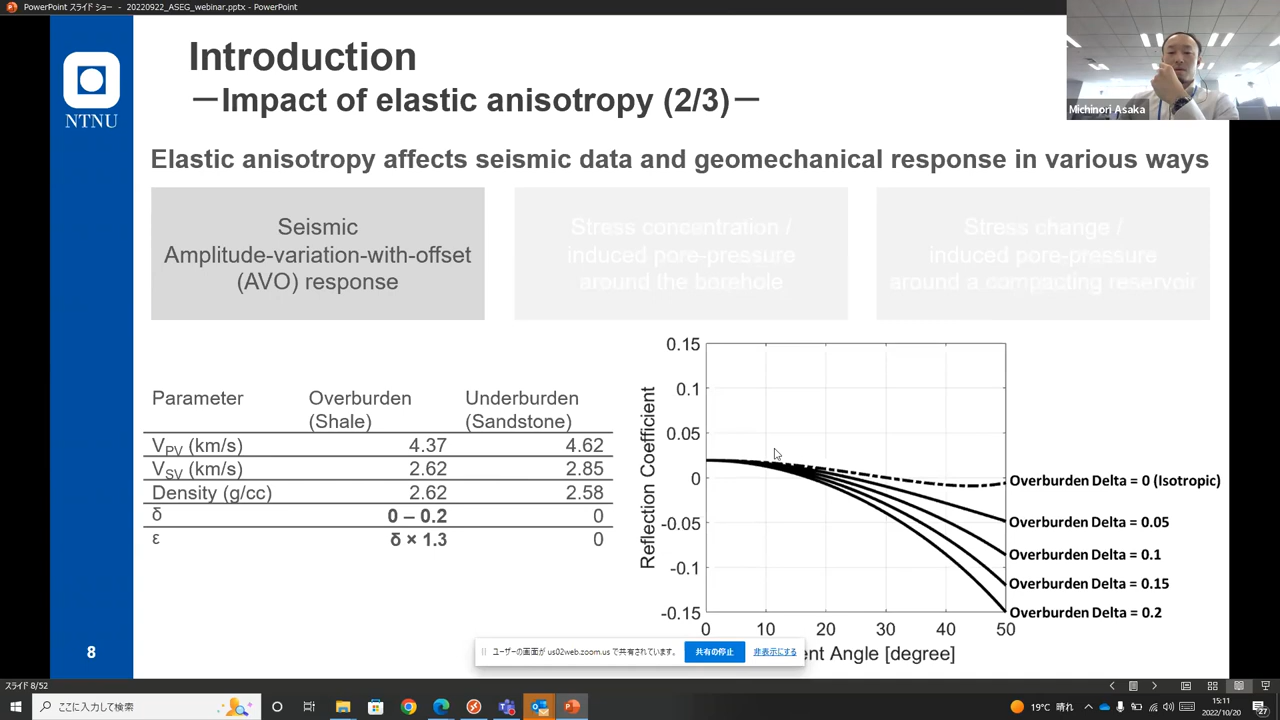 PowerPoint スライド ショー - 20220922_ASEG_webinar.pptx - PowerPoint
Michinori Asaka
NTNU
Introduction
－Impact of elastic anisotropy (2/3)－
Elastic anisotropy affects seismic data and geomechanical response in various ways
Seismic
Amplitude-variation-with-offset
(AVO) response
Stress concentration /
induced pore-pressure
around the borehole
Stress change /
induced pore-pressure
around a compacting reservoir
Parameter Overburden (Shale) Underburden (Sandstone)
VPV (km/s) 4.37 4.62
VSV (km/s) 2.62 2.85
Density (g/cc) 2.62 2.58
δ 0 – 0.2 0
ε δ × 1.3 0
Reflection Coefficient
0.15
0.1
0.05
0
-0.05
-0.1
-0.15
0 10 20 30 40 50
ent Angle [degree]
Overburden Delta = 0 (Isotropic)
Overburden Delta = 0.05
Overburden Delta = 0.1
Overburden Delta = 0.15
Overburden Delta = 0.2
ユーザーの画面が us02web.zoom.us で共有されています。 共有の停止 非表示にする
8
スライド 8/52
ここに入力して検索
19°C 晴れ
15:11
2022/10/20
27